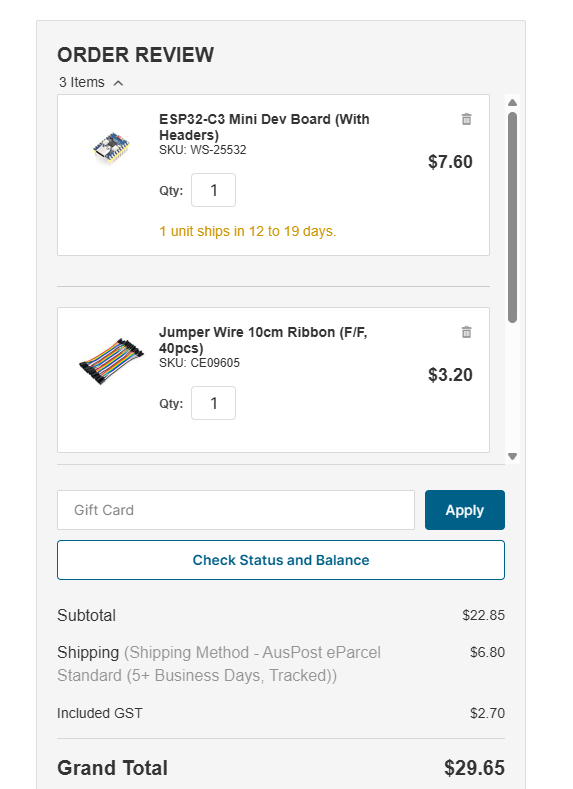 ORDER REVIEW
3 Items
ESP32-C3 Mini Dev Board (With
Headers)
SKU: WS-25532
$7.60
Qty: 1
1 unit ships in 12 to 19 days.
Jumper Wire 10cm Ribbon (F/F,
40pcs)
SKU: CE09605
$3.20
Qty: 1
Gift Card
Apply
Check Status and Balance
Subtotal $22.85
Shipping (Shipping Method - AusPost eParcel $6.80
Standard (5+ Business Days, Tracked))
Included GST $2.70
Grand Total $29.65